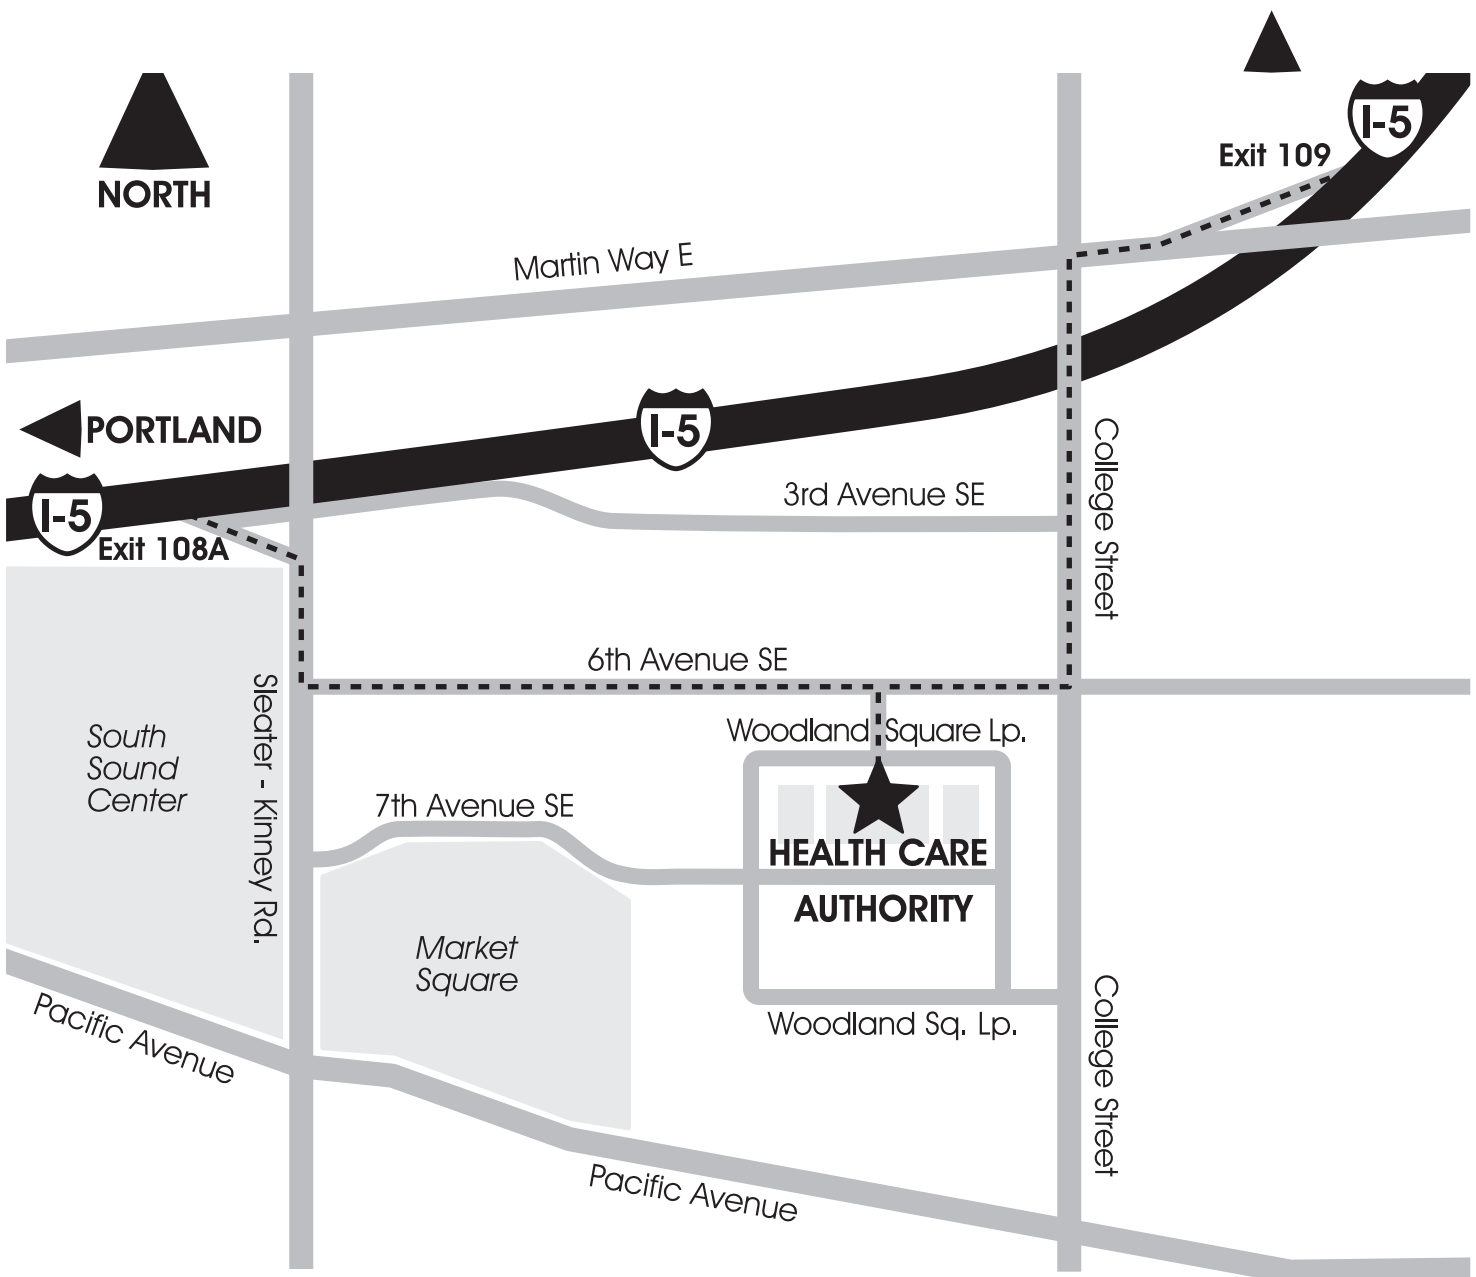 I-5
Exit 109
NORTH
Martin Way E
PORTLAND
I-5
I-5
Exit 108A
3rd Avenue SE
College Street
6th Avenue SE
Sleater - Kinney Rd.
South
Sound
Center
Woodland Square Lp.
7th Avenue SE
HEALTH CARE
AUTHORITY
Market
Square
Woodland Sq. Lp.
College Street
Pacific Avenue
Pacific Avenue